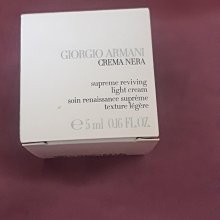 GIORGIO ARMANI
CREMA NERA
supreme reviving
light cream
soin renaissance suprême
texture légère
℮ 5 ml 0.16 FL.OZ.